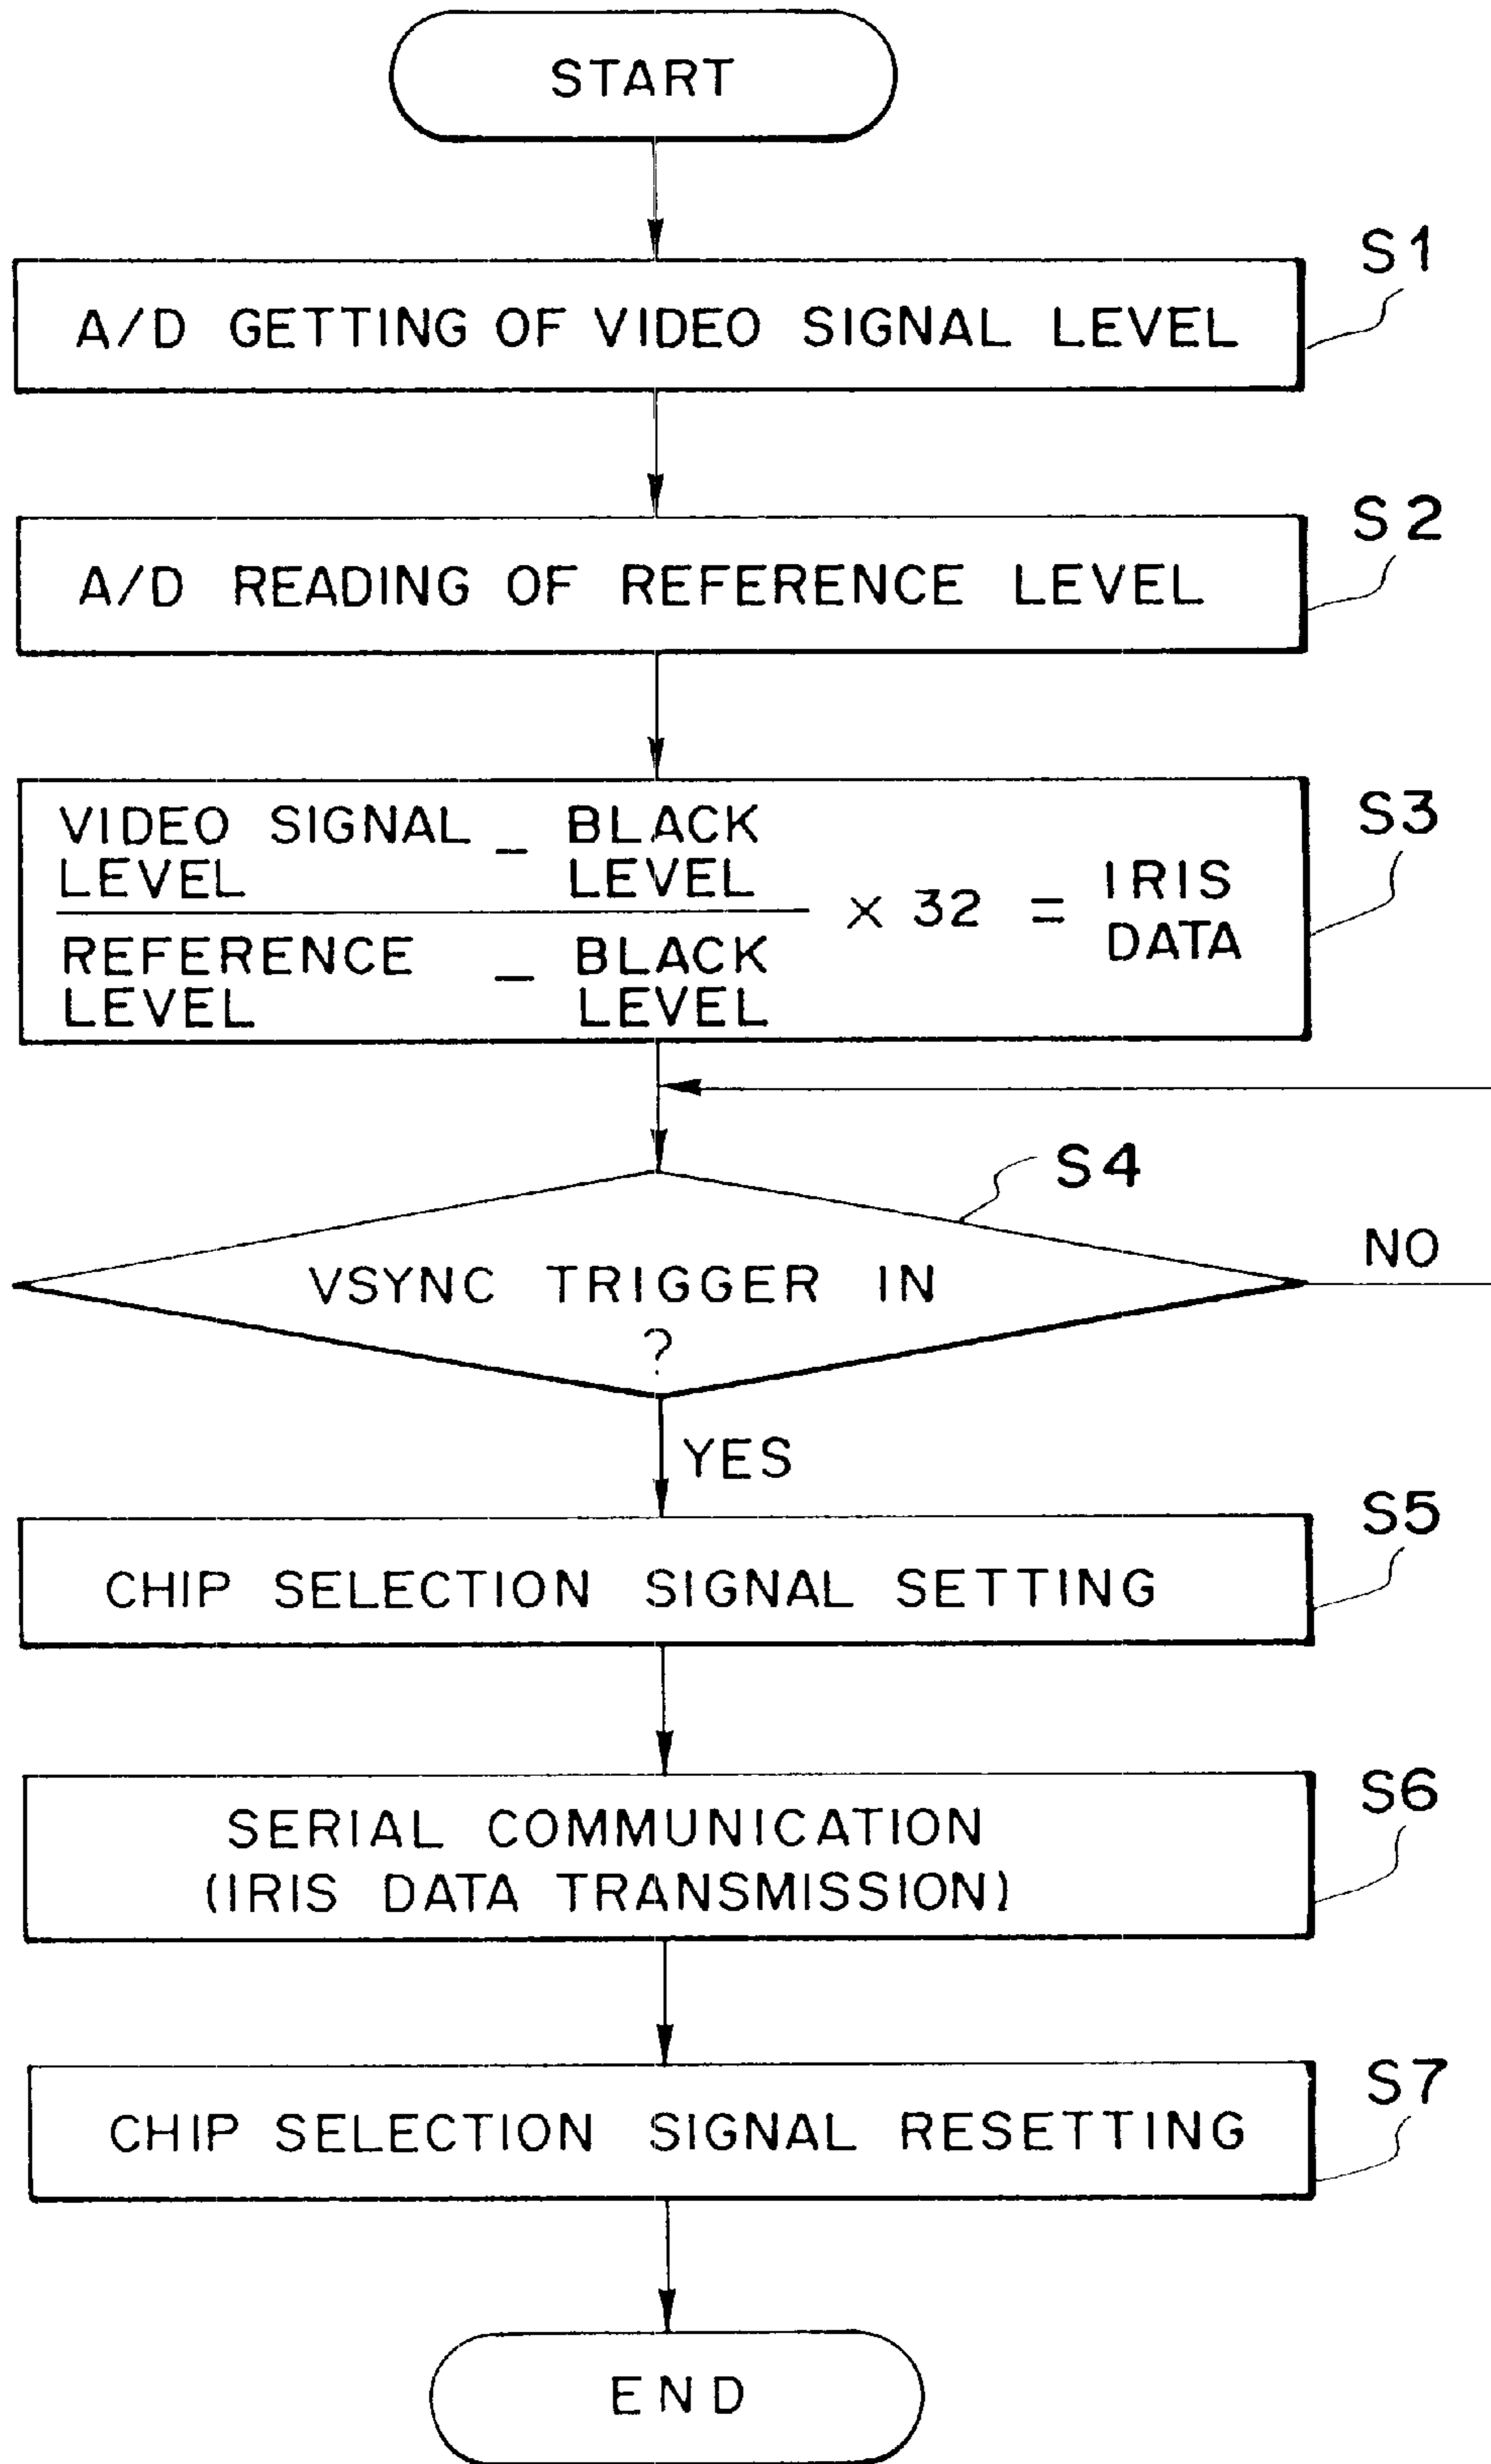 START
S1
A/D GETTING OF VIDEO SIGNAL LEVEL
S2
A/D READING OF REFERENCE LEVEL
S3
VIDEO SIGNAL _ BLACK
LEVEL LEVEL
× 32 = IRIS
DATA
REFERENCE _ BLACK
LEVEL LEVEL
S4
NO
VSYNC TRIGGER IN
?
YES
S5
CHIP SELECTION SIGNAL SETTING
S6
SERIAL COMMUNICATION
(IRIS DATA TRANSMISSION)
S7
CHIP SELECTION SIGNAL RESETTING
END